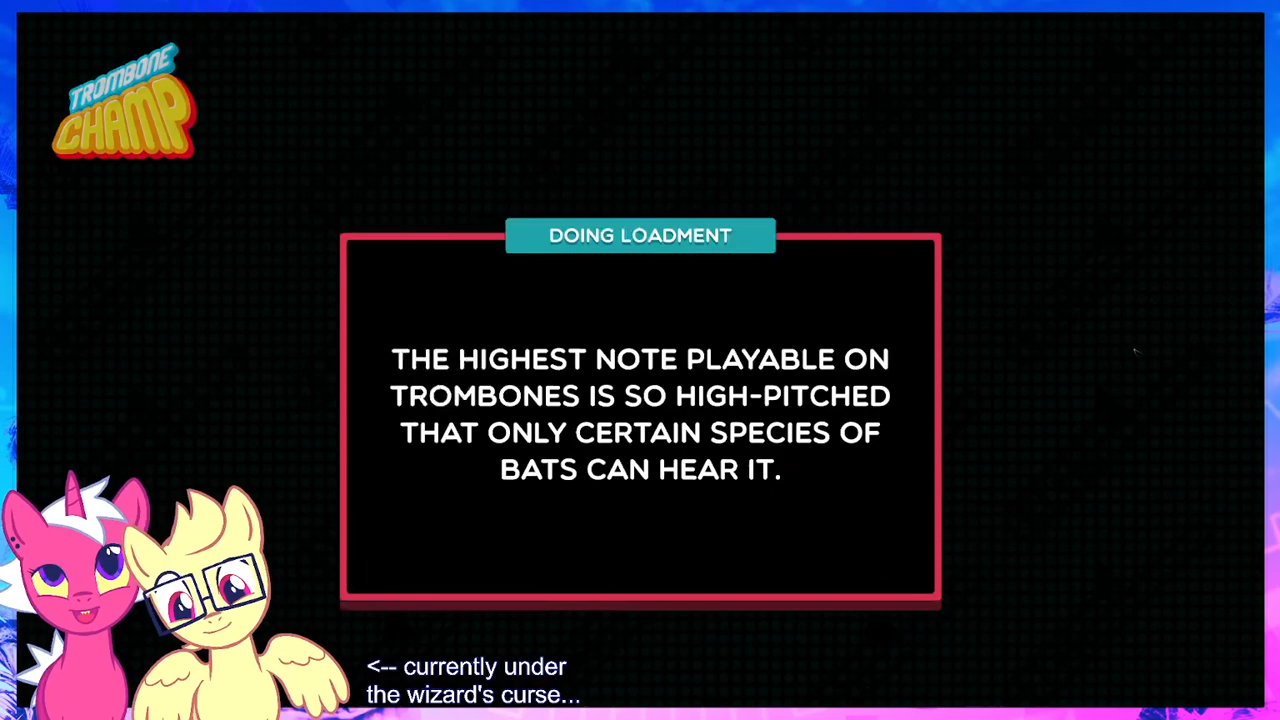 TROMBONE
CHAMP
DOING LOADMENT
THE HIGHEST NOTE PLAYABLE ON
TROMBONES IS SO HIGH-PITCHED
THAT ONLY CERTAIN SPECIES OF
BATS CAN HEAR IT.
<-- currently under
the wizard's curse...